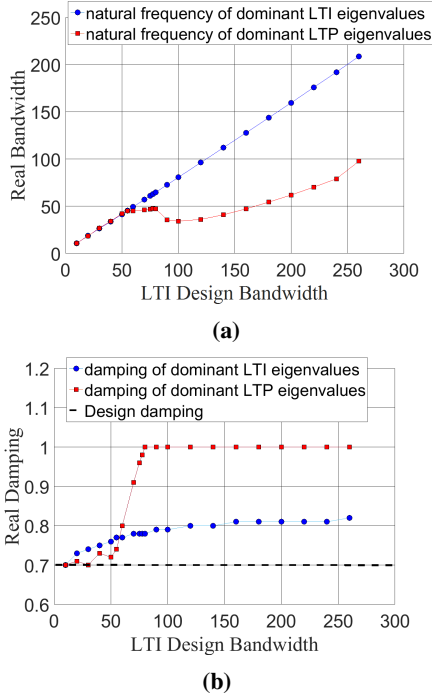 natural frequency of dominant LTI eigenvalues
natural frequency of dominant LTP eigenvalues
250
200
150
100
50
0
Real Bandwidth
0 50 100 150 200 250 300
LTI Design Bandwidth
(a)
1.2
1.1
1
0.9
0.8
0.7
0.6
Real Damping
damping of dominant LTI eigenvalues
damping of dominant LTP eigenvalues
Design damping
0 50 100 150 200 250 300
LTI Design Bandwidth
(b)